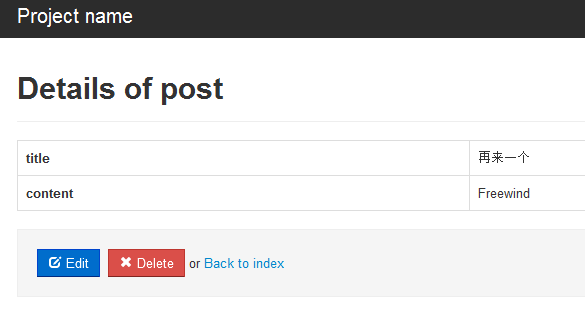 Project name
Details of post
title 再来一个
content Freewind
Edit Delete or Back to index